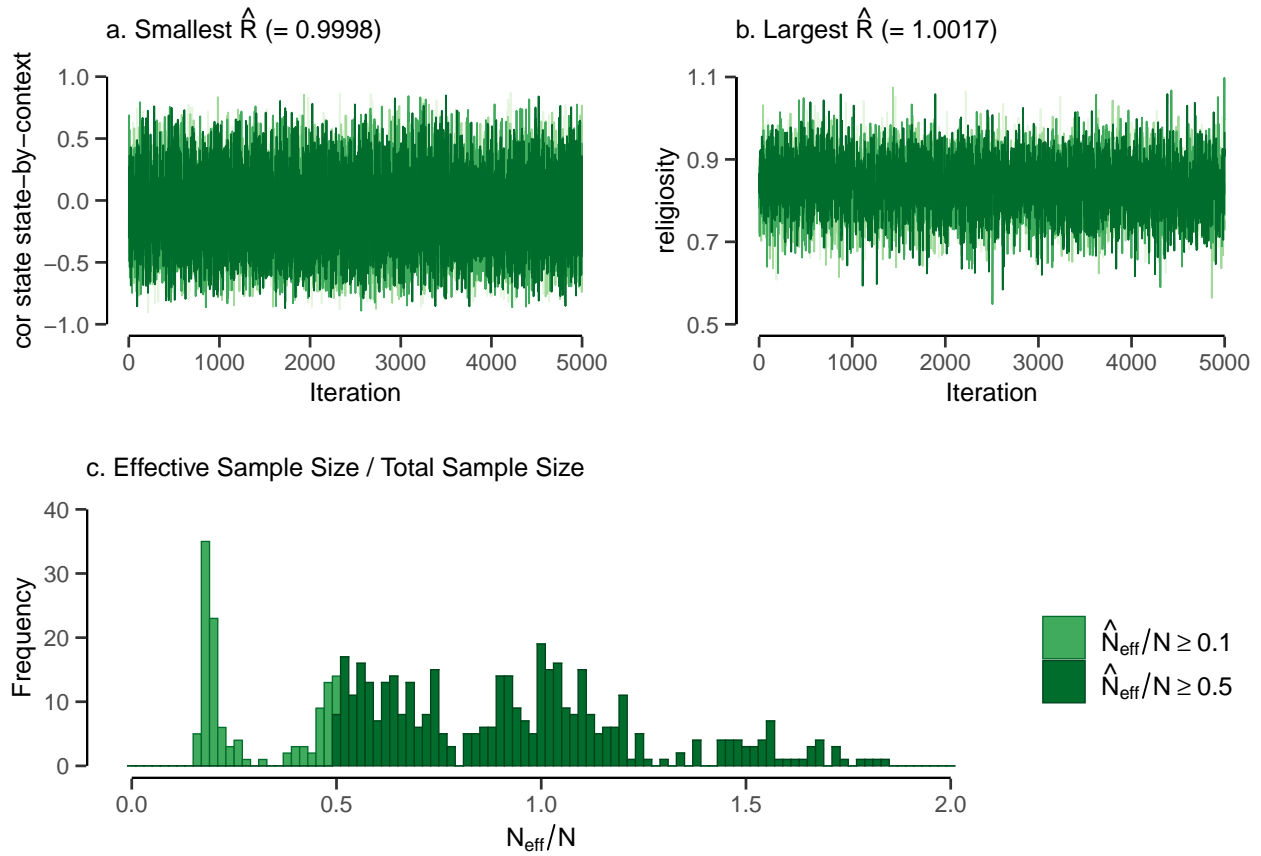 a. Smallest R̂ (= 0.9998)
cor state state−by−context
1.0
0.5
0.0
−0.5
−1.0
0 1000 2000 3000 4000 5000
Iteration
b. Largest R̂ (= 1.0017)
religiosity
1.1
0.9
0.7
0.5
0 1000 2000 3000 4000 5000
Iteration
c. Effective Sample Size / Total Sample Size
Frequency
40
30
20
10
0
0.0 0.5 1.0 1.5 2.0
Neff/N
N̂eff/N ≥ 0.1
N̂eff/N ≥ 0.5